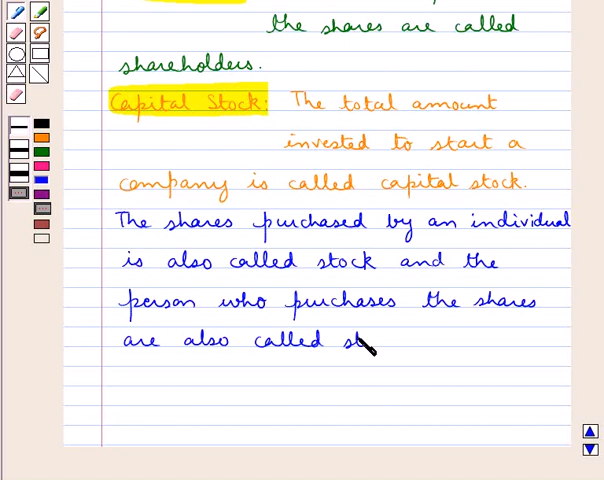 the shares are called
shareholders.
Capital Stock: The total amount
invested to start a
company is called capital stock.
The shares purchased by an individual
is also called stock and the
person who purchases the shares
are also called st